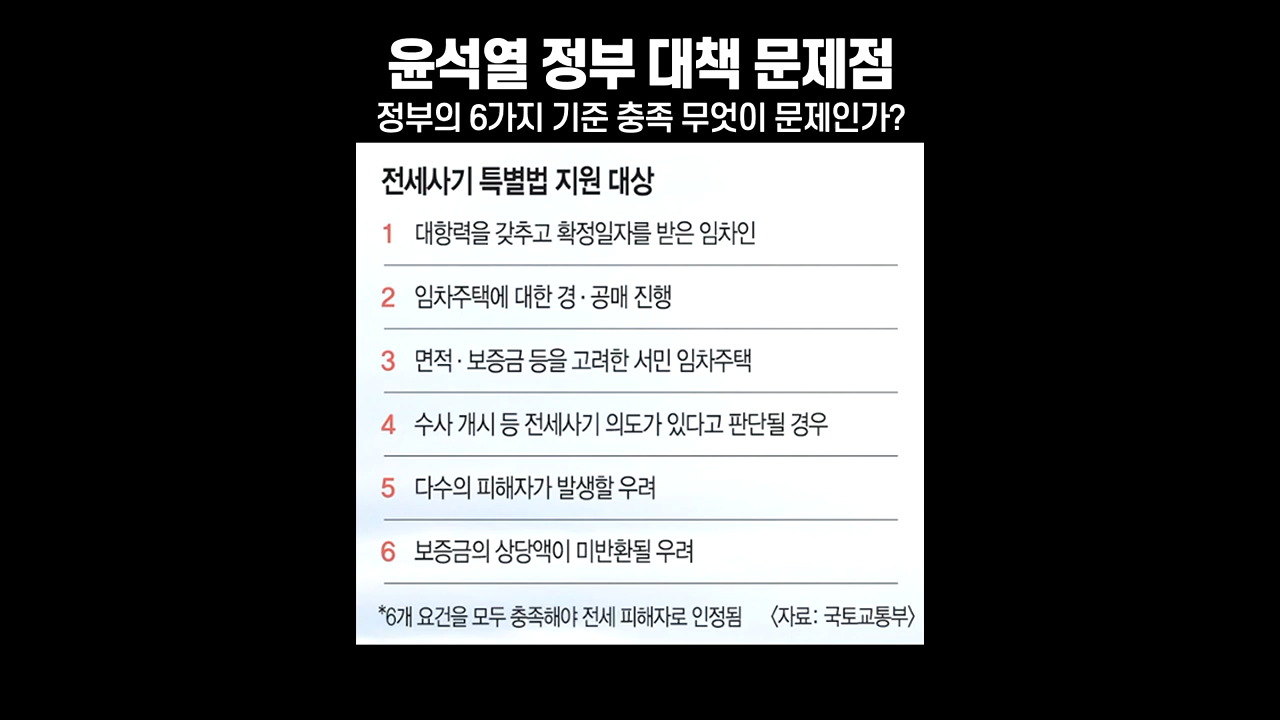 윤석열 정부 대책 문제점
정부의 6가지 기준 충족 무엇이 문제인가?
전세사기 특별법 지원 대상
1 대항력을 갖추고 확정일자를 받은 임차인
2 임차주택에 대한 경·공매 진행
3 면적·보증금 등을 고려한 서민 임차주택
4 수사 개시 등 전세사기 의도가 있다고 판단될 경우
5 다수의 피해자가 발생할 우려
6 보증금의 상당액이 미반환될 우려
*6개 요건을 모두 충족해야 전세 피해자로 인정됨 〈자료: 국토교통부〉